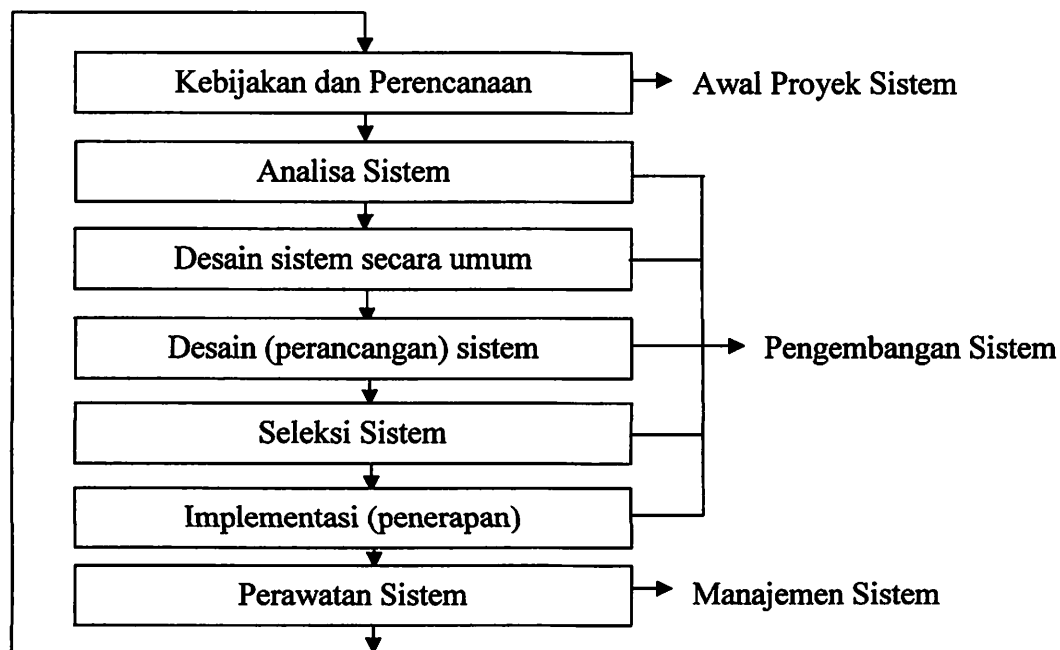 Kebijakan dan Perencanaan
Awal Proyek Sistem
Analisa Sistem
Desain sistem secara umum
Desain (perancangan) sistem
Pengembangan Sistem
Seleksi Sistem
Implementasi (penerapan)
Perawatan Sistem
Manajemen Sistem